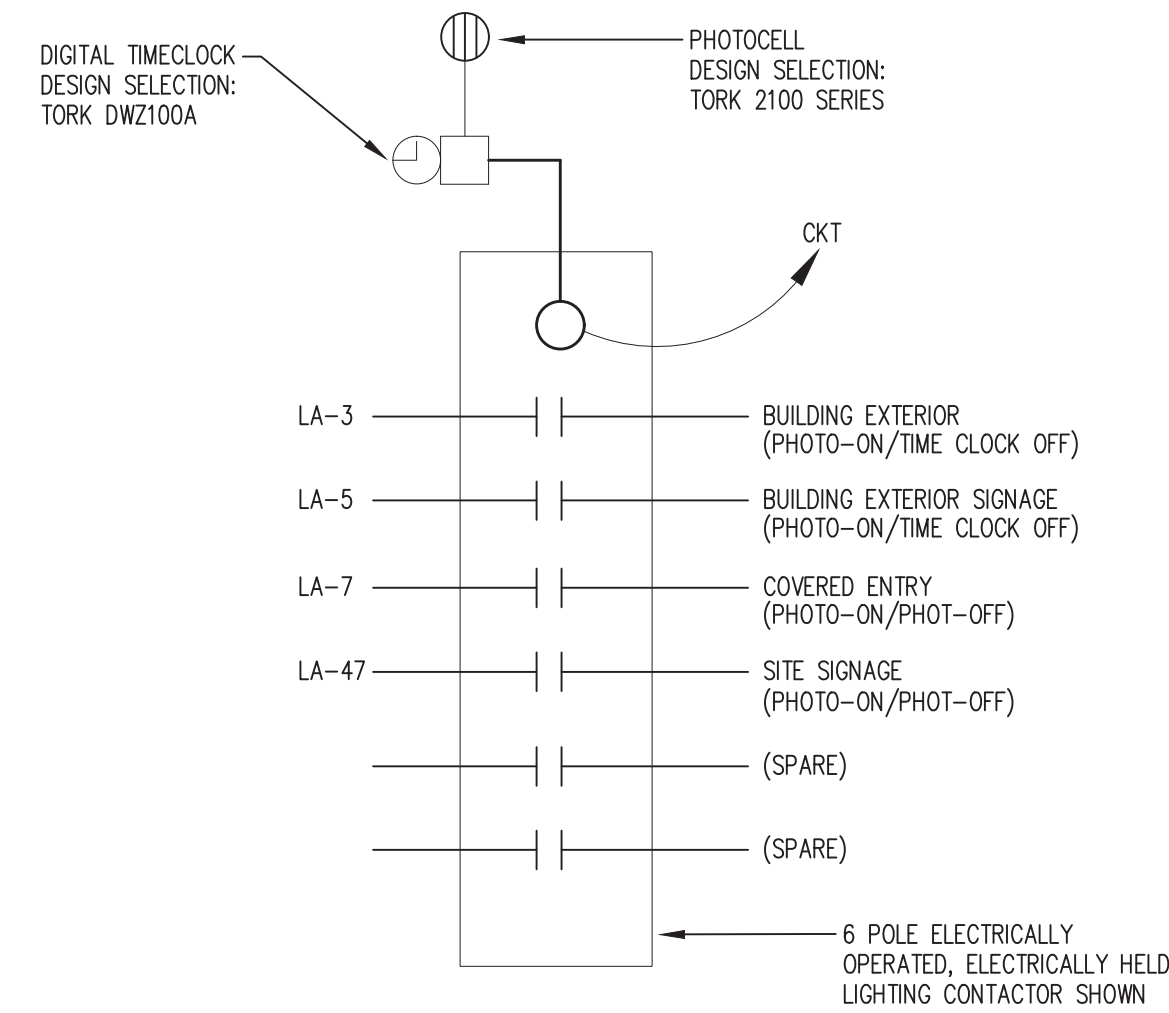 DIGITAL TIMECLOCK
DESIGN SELECTION:
TORK DWZ100A
PHOTOCELL
DESIGN SELECTION:
TORK 2100 SERIES
CKT
LA-3
BUILDING EXTERIOR
(PHOTO-ON/TIME CLOCK OFF)
LA-5
BUILDING EXTERIOR SIGNAGE
(PHOTO-ON/TIME CLOCK OFF)
LA-7
COVERED ENTRY
(PHOTO-ON/PHOT-OFF)
LA-47
SITE SIGNAGE
(PHOTO-ON/PHOT-OFF)
(SPARE)
(SPARE)
6 POLE ELECTRICALLY
OPERATED, ELECTRICALLY HELD
LIGHTING CONTACTOR SHOWN